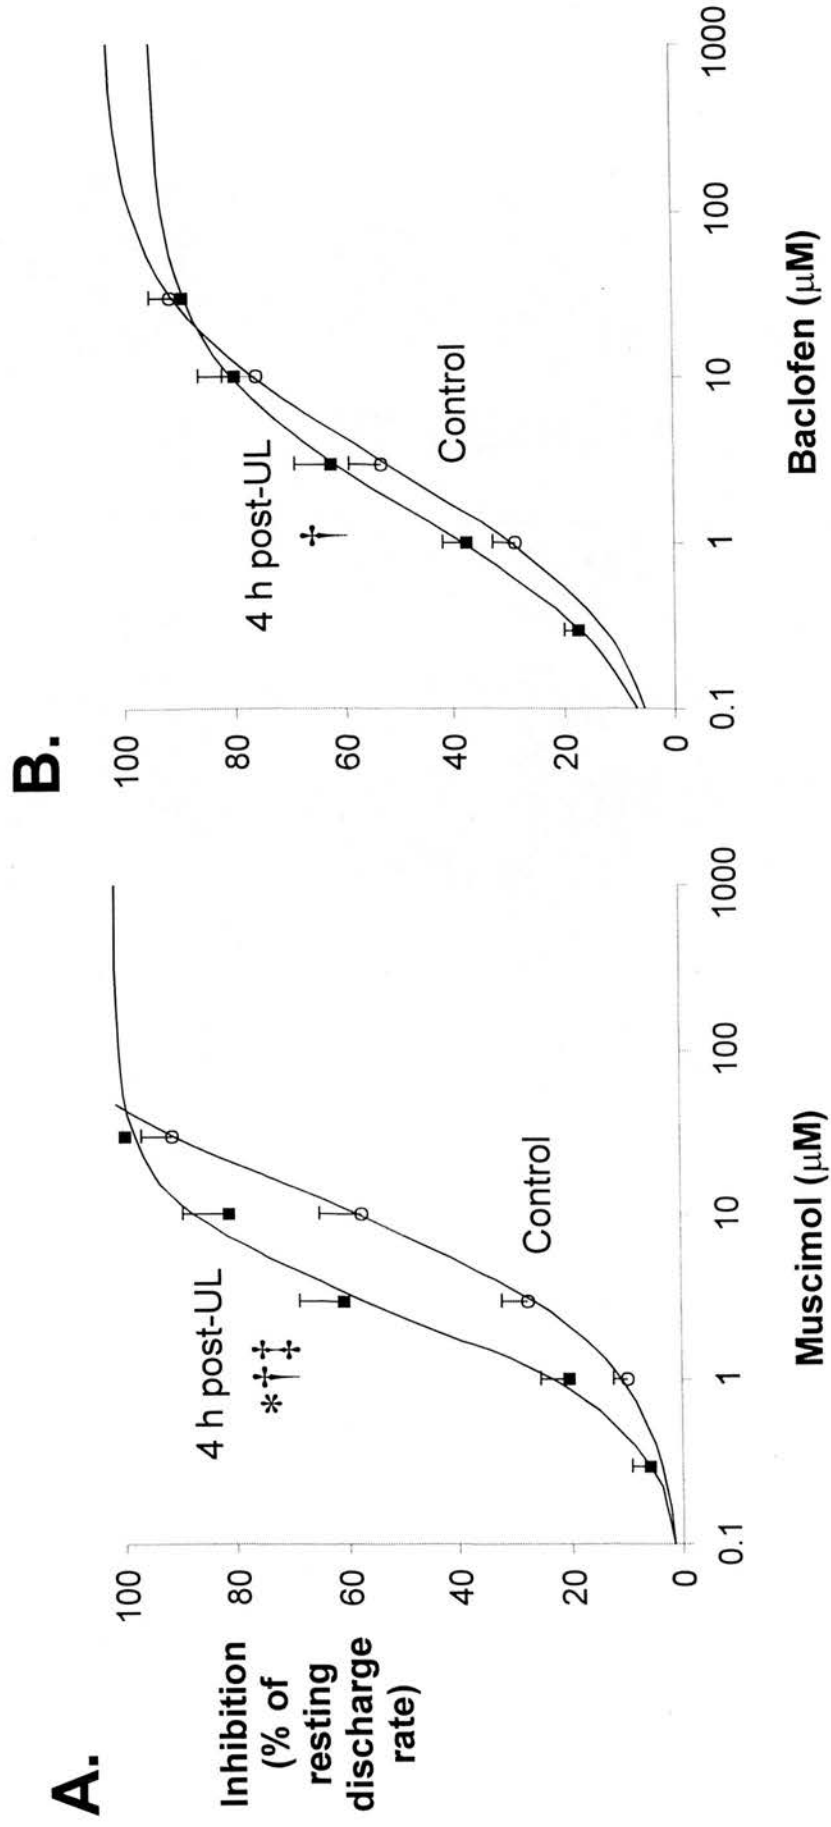 A.
Inhibition
(% of
resting
discharge
rate)
100
80
60
40
20
0
4 h post-UL
*†‡
Control
0.1
1
10
100
1000
Muscimol (μM)
B.
100
80
60
40
20
0
4 h post-UL
†
Control
0.1
1
10
100
1000
Baclofen (μM)